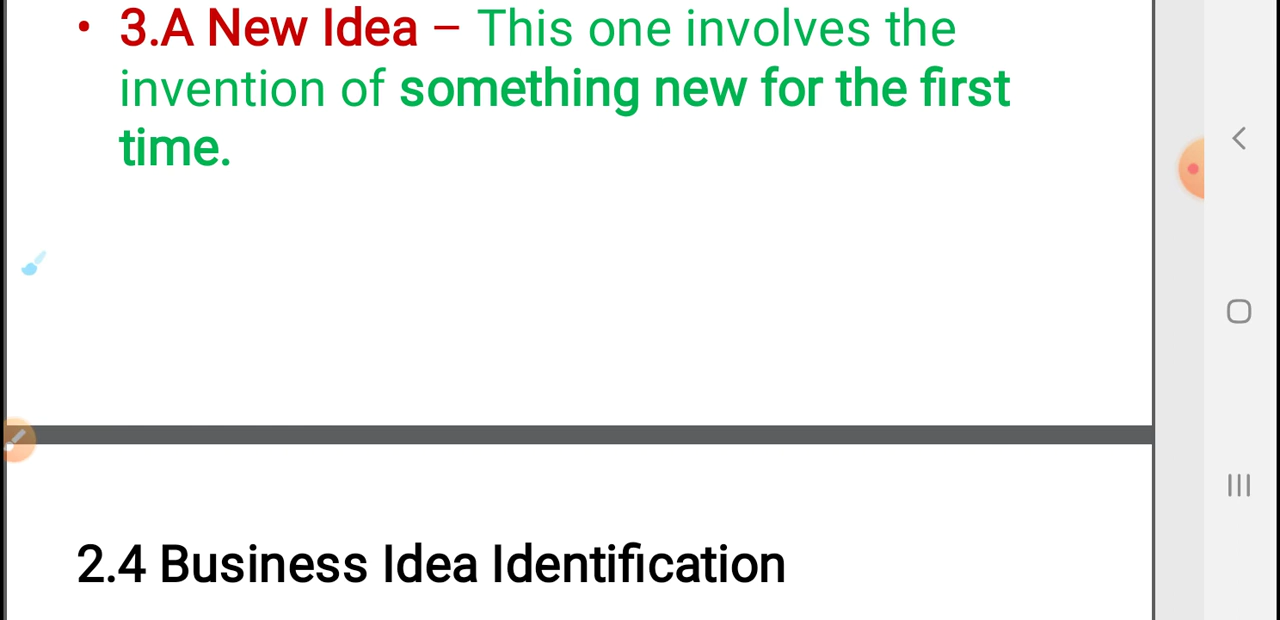 • 3.A New Idea – This one involves the
invention of something new for the first
time.
2.4 Business Idea Identification